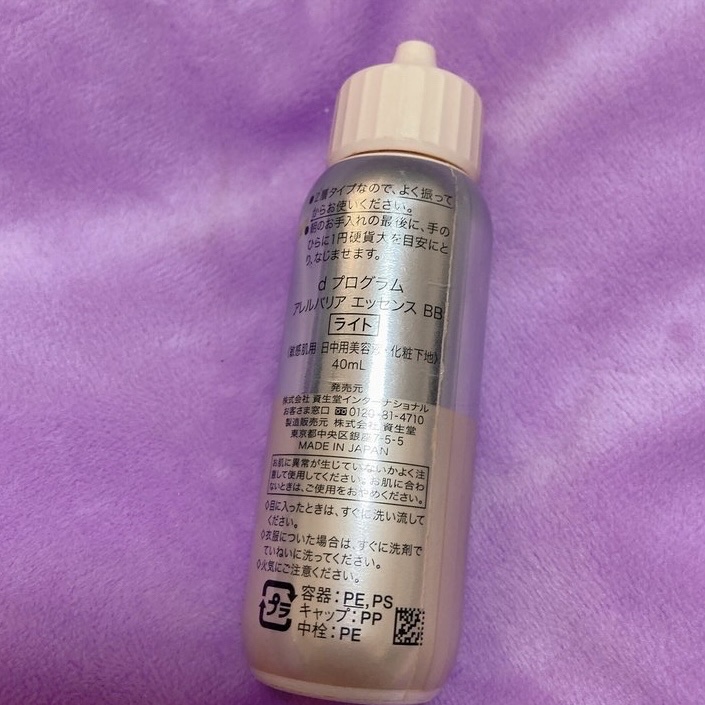 ●2層タイプなので、よく振って
からお使いください。
●朝のお手入れの最後に、手の
ひらに1円硬貨大を目安にと
り、なじませます。
d プログラム
アレルバリア エッセンス BB
ライト
〈敏感肌用 日中用美容液・化粧下地〉
40mL
発売元
株式会社 資生堂インターナショナル
お客さま窓口 0120-81-4710
製造販売元 株式会社 資生堂
東京都中央区銀座7-5-5
MADE IN JAPAN
お肌に異常が生じていないかよく注
意して使用してください。お肌に合わ
ないときは、ご使用をおやめください。
◇目に入ったときは、すぐに洗い流して
ください。
◇衣服についた場合は、すぐに洗剤で
ていねいに洗ってください。
◇火気にご注意ください。
プラ
容器：PE, PS
キャップ：PP
中栓：PE